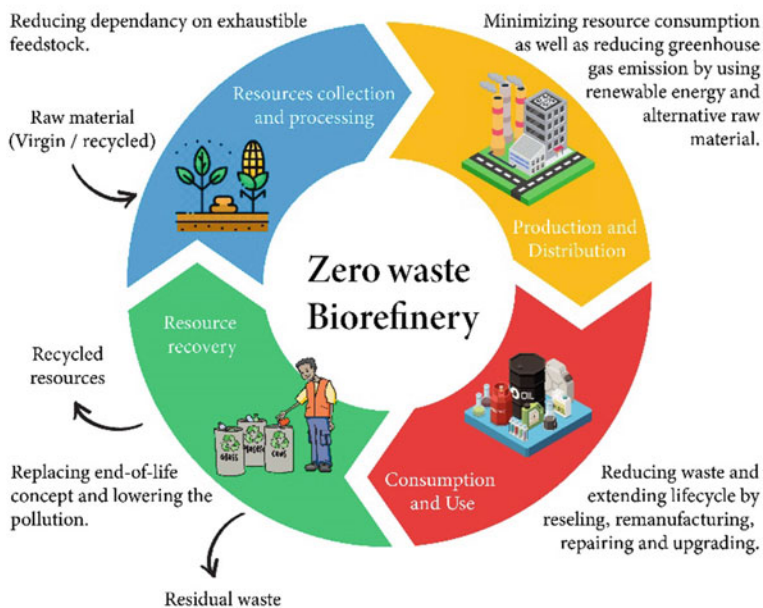 Reducing dependancy on exhaustible
feedstock.
Minimizing resource consumption
as well as reducing greenhouse
gas emission by using
renewable energy and
alternative raw
material.
Resources collection
and processing
Raw material
(Virgin / recycled)
Production and
Distribution
Zero waste
Biorefinery
Resource
recovery
Recycled
resources
OIL
GLASS
CANS
Replacing end-of-life
concept and lowering the
pollution.
Consumption
and Use
Reducing waste and
extending lifecycle by
reseling, remanufacturing,
repairing and upgrading.
Residual waste